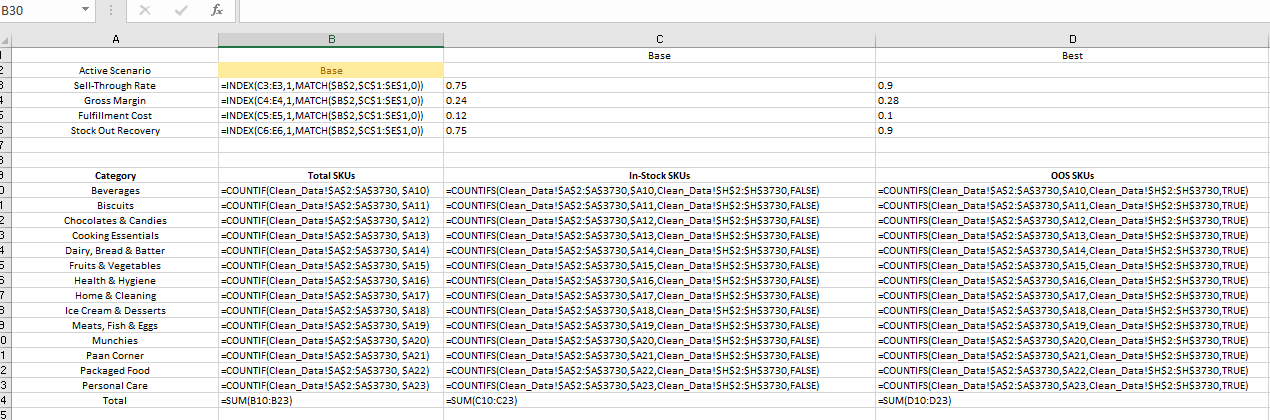 B30 fx
A B C D
Base Best
Active Scenario Base
Sell-Through Rate =INDEX(C3:E3,1,MATCH($B$2,$C$1:$E$1,0)) 0.75 0.9
Gross Margin =INDEX(C4:E4,1,MATCH($B$2,$C$1:$E$1,0)) 0.24 0.28
Fulfillment Cost =INDEX(C5:E5,1,MATCH($B$2,$C$1:$E$1,0)) 0.12 0.1
Stock Out Recovery =INDEX(C6:E6,1,MATCH($B$2,$C$1:$E$1,0)) 0.75 0.9
Category Total SKUs In-Stock SKUs OOS SKUs
Beverages =COUNTIF(Clean_Data!$A$2:$A$3730, $A10) =COUNTIFS(Clean_Data!$A$2:$A$3730,$A10,Clean_Data!$H$2:$H$3730,FALSE) =COUNTIFS(Clean_Data!$A$2:$A$3730,$A10,Clean_Data!$H$2:$H$3730,TRUE)
Biscuits =COUNTIF(Clean_Data!$A$2:$A$3730, $A11) =COUNTIFS(Clean_Data!$A$2:$A$3730,$A11,Clean_Data!$H$2:$H$3730,FALSE) =COUNTIFS(Clean_Data!$A$2:$A$3730,$A11,Clean_Data!$H$2:$H$3730,TRUE)
Chocolates & Candies =COUNTIF(Clean_Data!$A$2:$A$3730, $A12) =COUNTIFS(Clean_Data!$A$2:$A$3730,$A12,Clean_Data!$H$2:$H$3730,FALSE) =COUNTIFS(Clean_Data!$A$2:$A$3730,$A12,Clean_Data!$H$2:$H$3730,TRUE)
Cooking Essentials =COUNTIF(Clean_Data!$A$2:$A$3730, $A13) =COUNTIFS(Clean_Data!$A$2:$A$3730,$A13,Clean_Data!$H$2:$H$3730,FALSE) =COUNTIFS(Clean_Data!$A$2:$A$3730,$A13,Clean_Data!$H$2:$H$3730,TRUE)
Dairy, Bread & Batter =COUNTIF(Clean_Data!$A$2:$A$3730, $A14) =COUNTIFS(Clean_Data!$A$2:$A$3730,$A14,Clean_Data!$H$2:$H$3730,FALSE) =COUNTIFS(Clean_Data!$A$2:$A$3730,$A14,Clean_Data!$H$2:$H$3730,TRUE)
Fruits & Vegetables =COUNTIF(Clean_Data!$A$2:$A$3730, $A15) =COUNTIFS(Clean_Data!$A$2:$A$3730,$A15,Clean_Data!$H$2:$H$3730,FALSE) =COUNTIFS(Clean_Data!$A$2:$A$3730,$A15,Clean_Data!$H$2:$H$3730,TRUE)
Health & Hygiene =COUNTIF(Clean_Data!$A$2:$A$3730, $A16) =COUNTIFS(Clean_Data!$A$2:$A$3730,$A16,Clean_Data!$H$2:$H$3730,FALSE) =COUNTIFS(Clean_Data!$A$2:$A$3730,$A16,Clean_Data!$H$2:$H$3730,TRUE)
Home & Cleaning =COUNTIF(Clean_Data!$A$2:$A$3730, $A17) =COUNTIFS(Clean_Data!$A$2:$A$3730,$A17,Clean_Data!$H$2:$H$3730,FALSE) =COUNTIFS(Clean_Data!$A$2:$A$3730,$A17,Clean_Data!$H$2:$H$3730,TRUE)
Ice Cream & Desserts =COUNTIF(Clean_Data!$A$2:$A$3730, $A18) =COUNTIFS(Clean_Data!$A$2:$A$3730,$A18,Clean_Data!$H$2:$H$3730,FALSE) =COUNTIFS(Clean_Data!$A$2:$A$3730,$A18,Clean_Data!$H$2:$H$3730,TRUE)
Meats, Fish & Eggs =COUNTIF(Clean_Data!$A$2:$A$3730, $A19) =COUNTIFS(Clean_Data!$A$2:$A$3730,$A19,Clean_Data!$H$2:$H$3730,FALSE) =COUNTIFS(Clean_Data!$A$2:$A$3730,$A19,Clean_Data!$H$2:$H$3730,TRUE)
Munchies =COUNTIF(Clean_Data!$A$2:$A$3730, $A20) =COUNTIFS(Clean_Data!$A$2:$A$3730,$A20,Clean_Data!$H$2:$H$3730,FALSE) =COUNTIFS(Clean_Data!$A$2:$A$3730,$A20,Clean_Data!$H$2:$H$3730,TRUE)
Paan Corner =COUNTIF(Clean_Data!$A$2:$A$3730, $A21) =COUNTIFS(Clean_Data!$A$2:$A$3730,$A21,Clean_Data!$H$2:$H$3730,FALSE) =COUNTIFS(Clean_Data!$A$2:$A$3730,$A21,Clean_Data!$H$2:$H$3730,TRUE)
Packaged Food =COUNTIF(Clean_Data!$A$2:$A$3730, $A22) =COUNTIFS(Clean_Data!$A$2:$A$3730,$A22,Clean_Data!$H$2:$H$3730,FALSE) =COUNTIFS(Clean_Data!$A$2:$A$3730,$A22,Clean_Data!$H$2:$H$3730,TRUE)
Personal Care =COUNTIF(Clean_Data!$A$2:$A$3730, $A23) =COUNTIFS(Clean_Data!$A$2:$A$3730,$A23,Clean_Data!$H$2:$H$3730,FALSE) =COUNTIFS(Clean_Data!$A$2:$A$3730,$A23,Clean_Data!$H$2:$H$3730,TRUE)
Total =SUM(B10:B23) =SUM(C10:C23) =SUM(D10:D23)